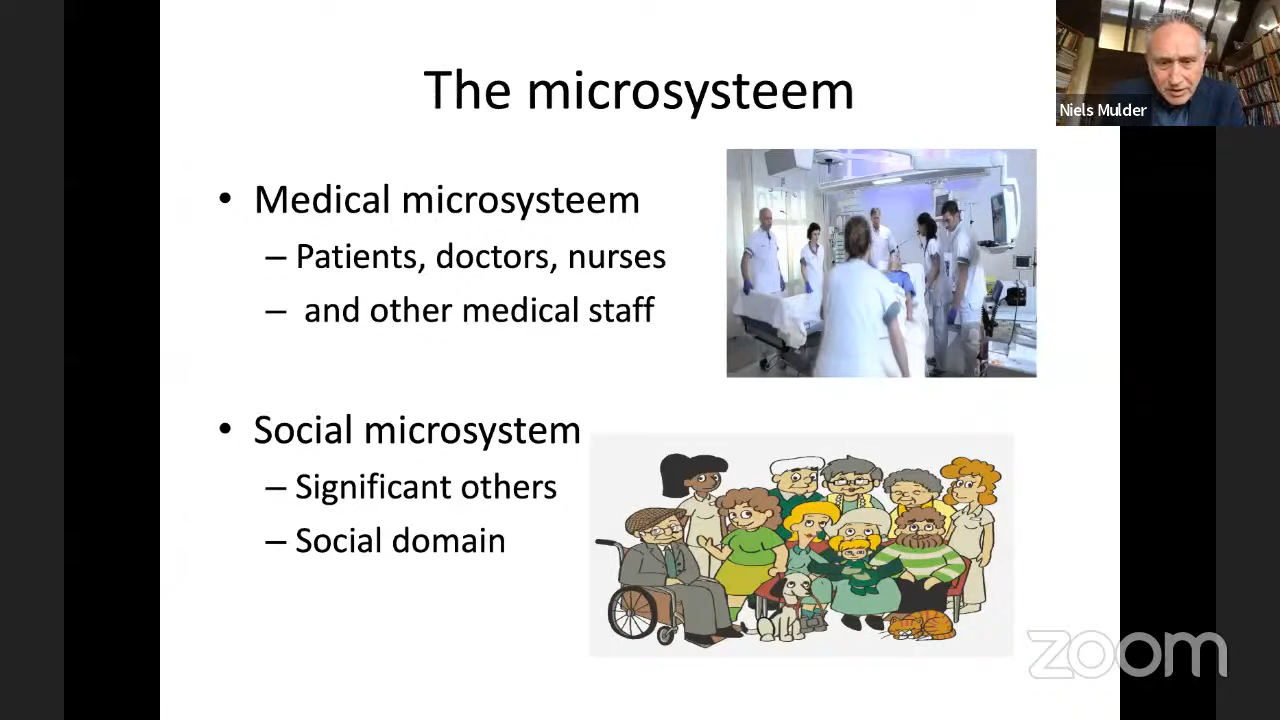 The microsysteem
Niels Mulder
• Medical microsysteem
– Patients, doctors, nurses
– and other medical staff
• Social microsystem
– Significant others
– Social domain
zoom